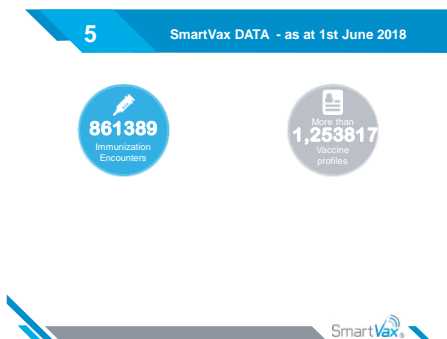 5
SmartVax DATA - as at 1st June 2018
861389
Immunization
Encounters
More than
1,253817
Vaccine
profiles
SmartVax®